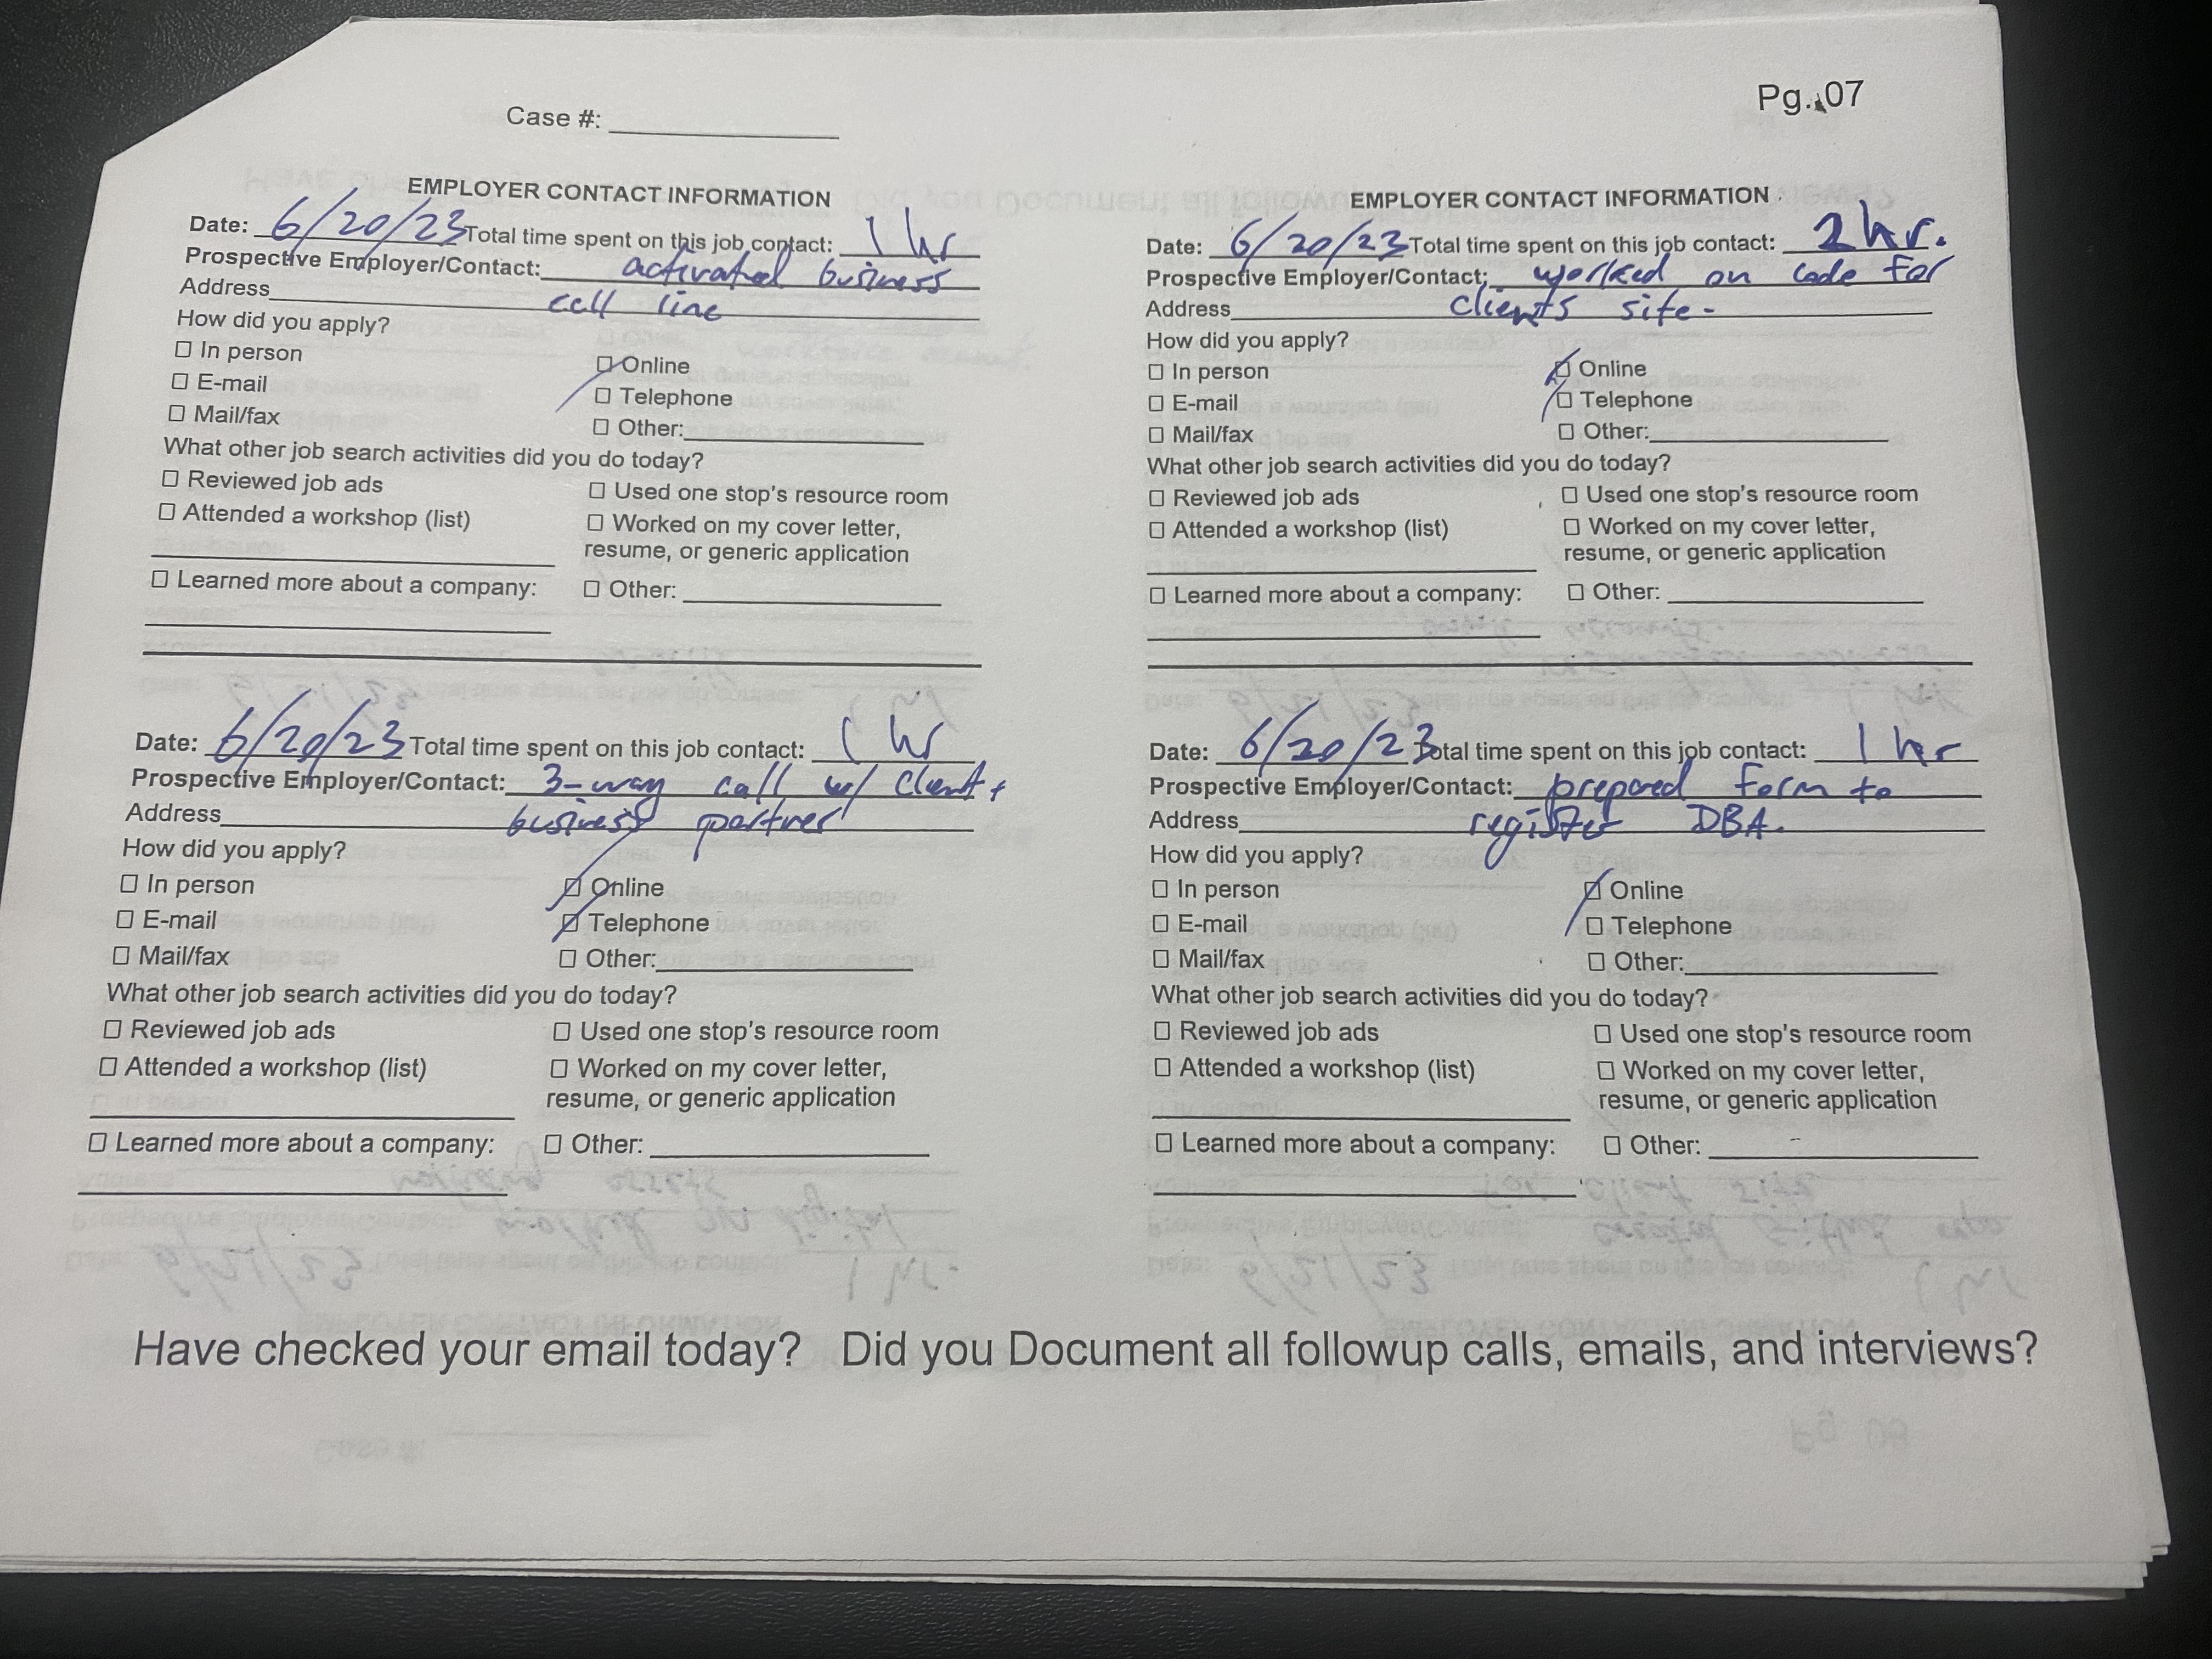 Case #: ____________
Pg. 107
EMPLOYER CONTACT INFORMATION
Date: 6/20/23 Total time spent on this job contact: 1 hr
Prospective Employer/Contact: activated business
Address cell line
How did you apply?
☐ In person ☑ Online
☐ E-mail ☐ Telephone
☐ Mail/fax ☐ Other:
What other job search activities did you do today?
☐ Reviewed job ads ☐ Used one stop's resource room
☐ Attended a workshop (list) ☐ Worked on my cover letter,
resume, or generic application
☐ Learned more about a company: ☐ Other:
Date: 6/20/23 Total time spent on this job contact: 1 hr
Prospective Employer/Contact: 3-way call w/ client +
Address business partner
How did you apply?
☐ In person ☑ Online
☐ E-mail ☑ Telephone
☐ Mail/fax ☐ Other:
What other job search activities did you do today?
☐ Reviewed job ads ☐ Used one stop's resource room
☐ Attended a workshop (list) ☐ Worked on my cover letter,
resume, or generic application
☐ Learned more about a company: ☐ Other:
EMPLOYER CONTACT INFORMATION
Date: 6/20/23 Total time spent on this job contact: 2 hr.
Prospective Employer/Contact: worked on code for
Address clients site.
How did you apply?
☐ In person ☑ Online
☐ E-mail ☐ Telephone
☐ Mail/fax ☐ Other:
What other job search activities did you do today?
☐ Reviewed job ads ☐ Used one stop's resource room
☐ Attended a workshop (list) ☐ Worked on my cover letter,
resume, or generic application
☐ Learned more about a company: ☐ Other:
Date: 6/20/23 Total time spent on this job contact: 1 hr
Prospective Employer/Contact: prepared form to
Address DBA.
How did you apply?
☐ In person ☑ Online
☐ E-mail ☐ Telephone
☐ Mail/fax ☐ Other:
What other job search activities did you do today?
☐ Reviewed job ads ☐ Used one stop's resource room
☐ Attended a workshop (list) ☐ Worked on my cover letter,
resume, or generic application
☐ Learned more about a company: ☐ Other:
Have checked your email today? Did you Document all followup calls, emails, and interviews?